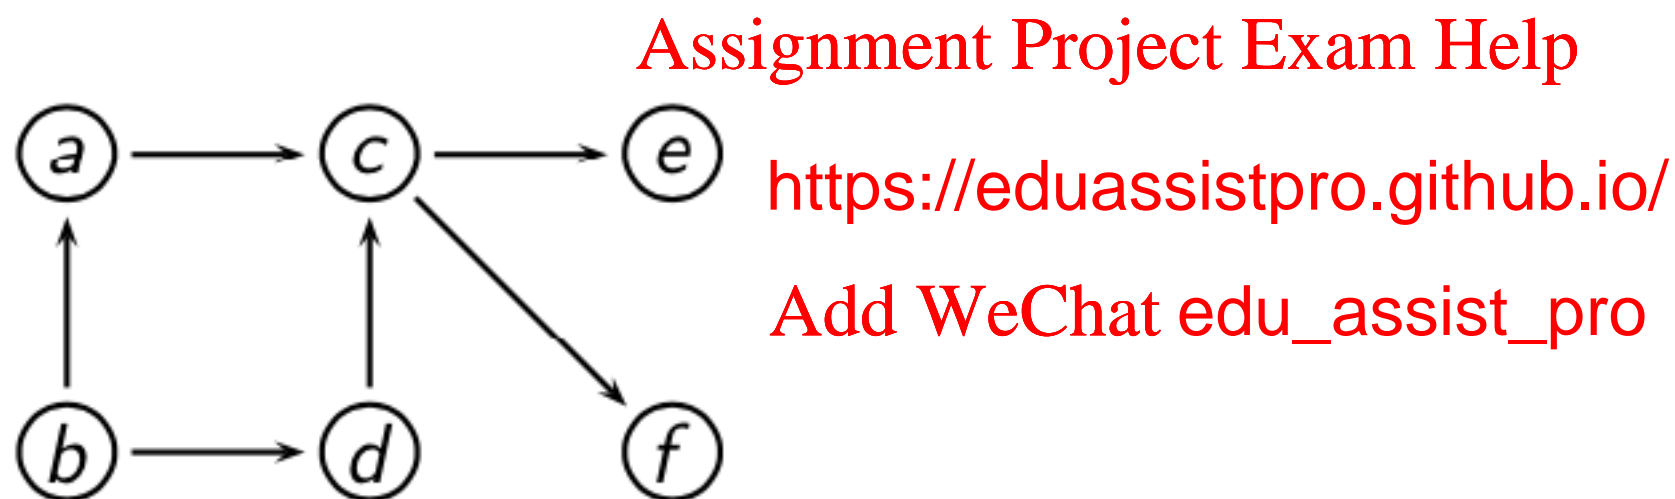 Assignment Project Exam Help
a c e
https://eduassistpro.github.io/
Add WeChat edu_assist_pro
b d f